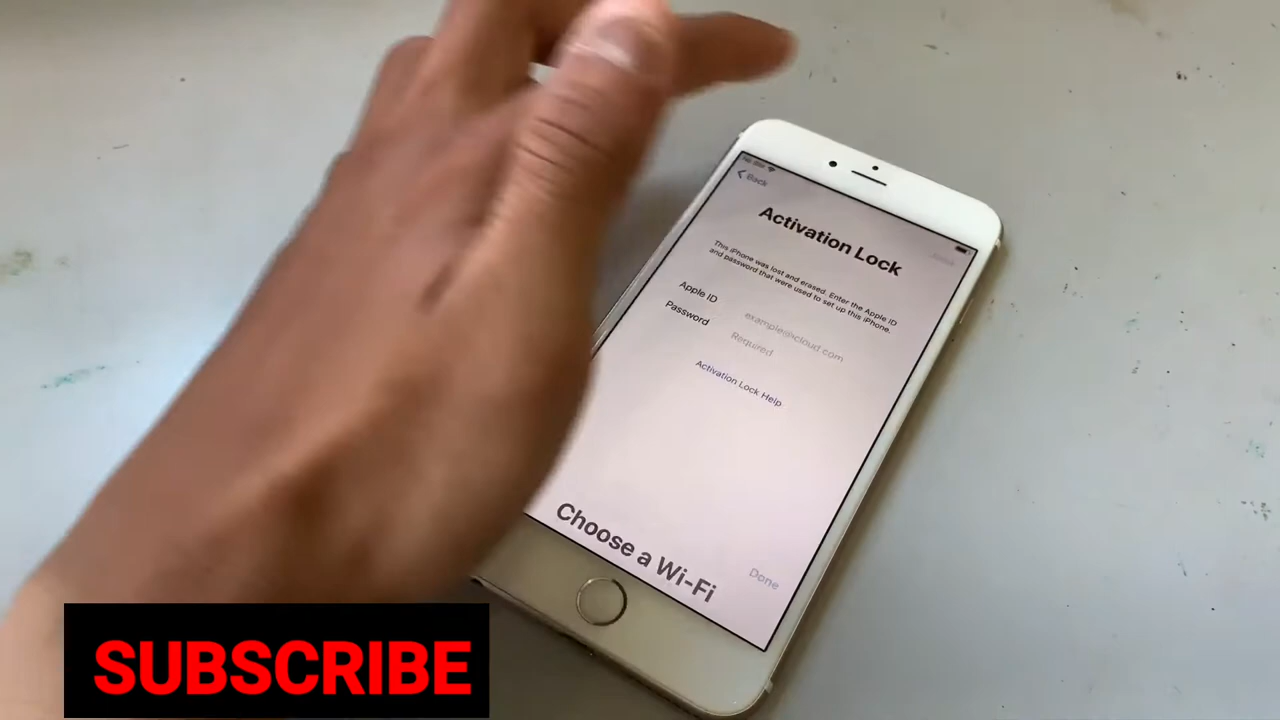 Back
Activation Lock
This iPhone was lost and erased. Enter the Apple ID
and password that were used to set up this iPhone.
Apple ID
example@icloud.com
Password
Required
Activation Lock Help
Choose a Wi-Fi
Done
SUBSCRIBE